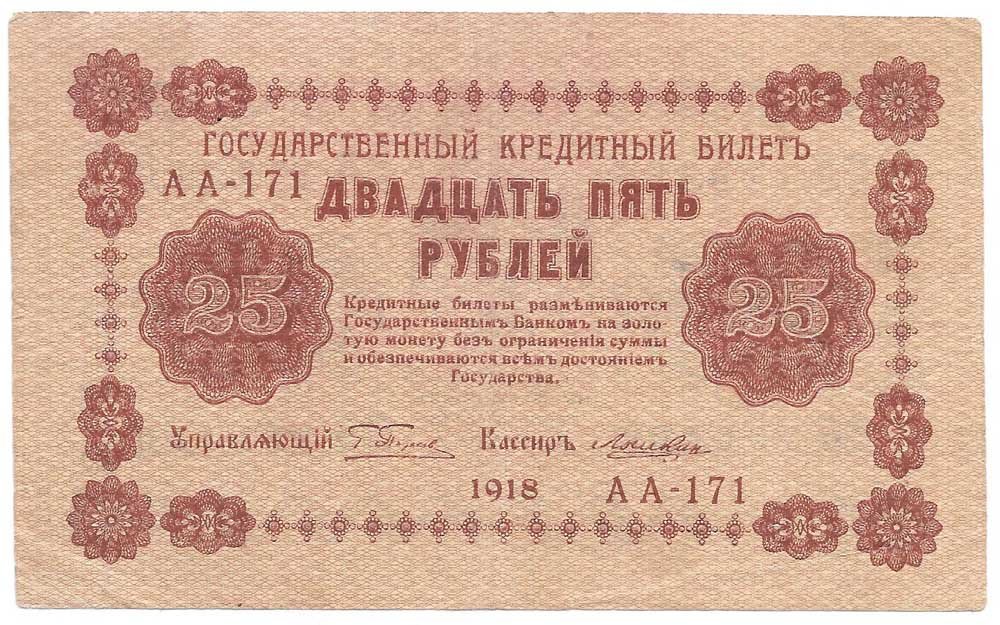 ГОСУДАРСТВЕННЫЙ КРЕДИТНЫЙ БИЛЕТЪ
АА-171
ДВАДЦАТЬ ПЯТЬ
РУБЛЕЙ
25
25
Кредитные билеты размѣниваются
Государственнымъ Банкомъ на золо-
тую монету безъ ограниченія суммы
и обезпечиваются всѣмъ достояніемъ
Государства.
Управляющій Кассиръ
1918 АА-171